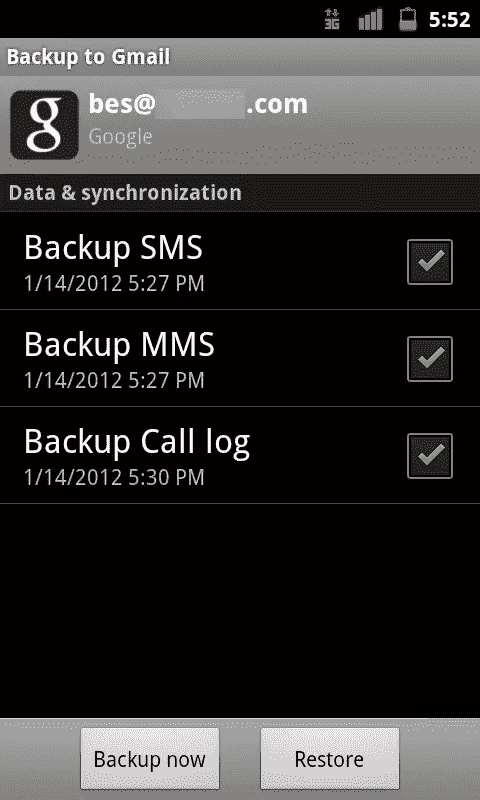 3G 5:52
Backup to Gmail
g
bes@ .com
Google
Data & synchronization
Backup SMS
1/14/2012 5:27 PM
Backup MMS
1/14/2012 5:27 PM
Backup Call log
1/14/2012 5:30 PM
Backup now Restore